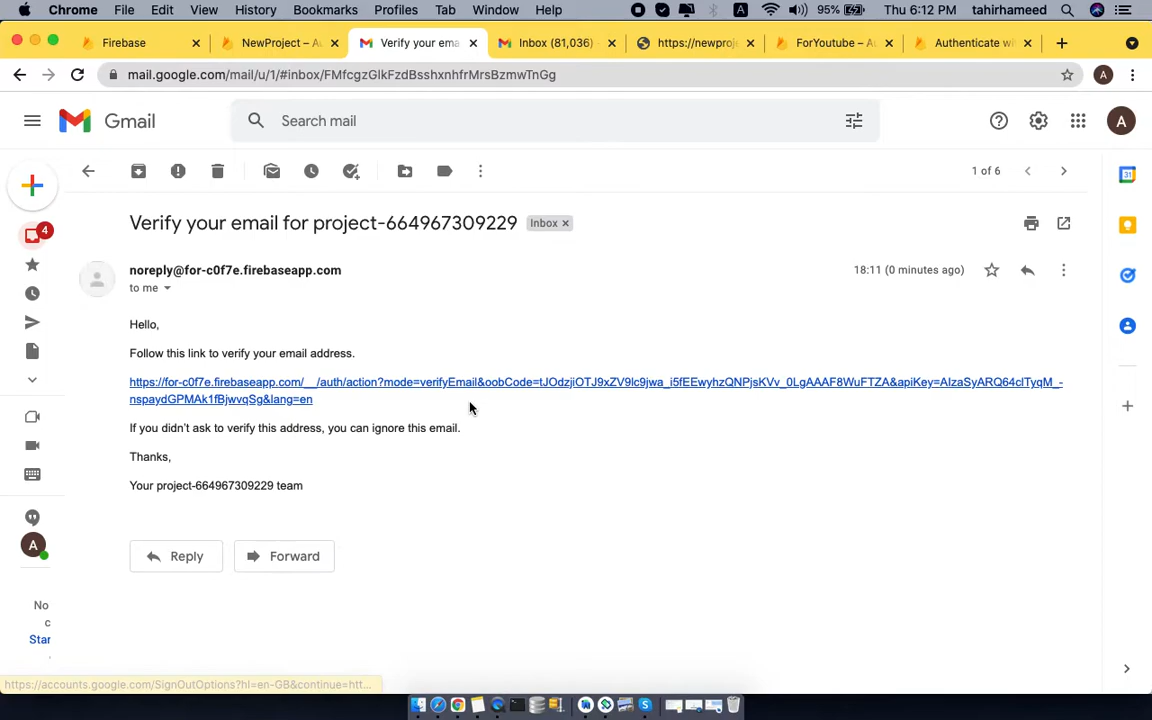 Chrome File Edit View History Bookmarks Profiles Tab Window Help A 95% Thu 6:12 PM tahirhameed
Firebase NewProject – Au Verify your ema Inbox (81,036) – https://newproj ForYoutube – Au Authenticate wi
mail.google.com/mail/u/1/#inbox/FMfcgzGlkFzdBsshxnhfrMrsBzmwTnGg A
Gmail Search mail A
1 of 6
31
4
Verify your email for project-664967309229 Inbox ×
noreply@for-c0f7e.firebaseapp.com 18:11 (0 minutes ago)
to me
Hello,
Follow this link to verify your email address.
https://for-c0f7e.firebaseapp.com/__/auth/action?mode=verifyEmail&oobCode=tJOdzjiOTJ9xZV9lc9jwa_i5fEEwyhzQNPjsKVv_0LgAAAF8WuFTZA&apiKey=AIzaSyARQ64clTyqM_-
nspaydGPMAk1fBjwvqSg&lang=en
If you didn't ask to verify this address, you can ignore this email.
Thanks,
Your project-664967309229 team
Reply Forward
A
No
c
Star
https://accounts.google.com/SignOutOptions?hl=en-GB&continue=htt...